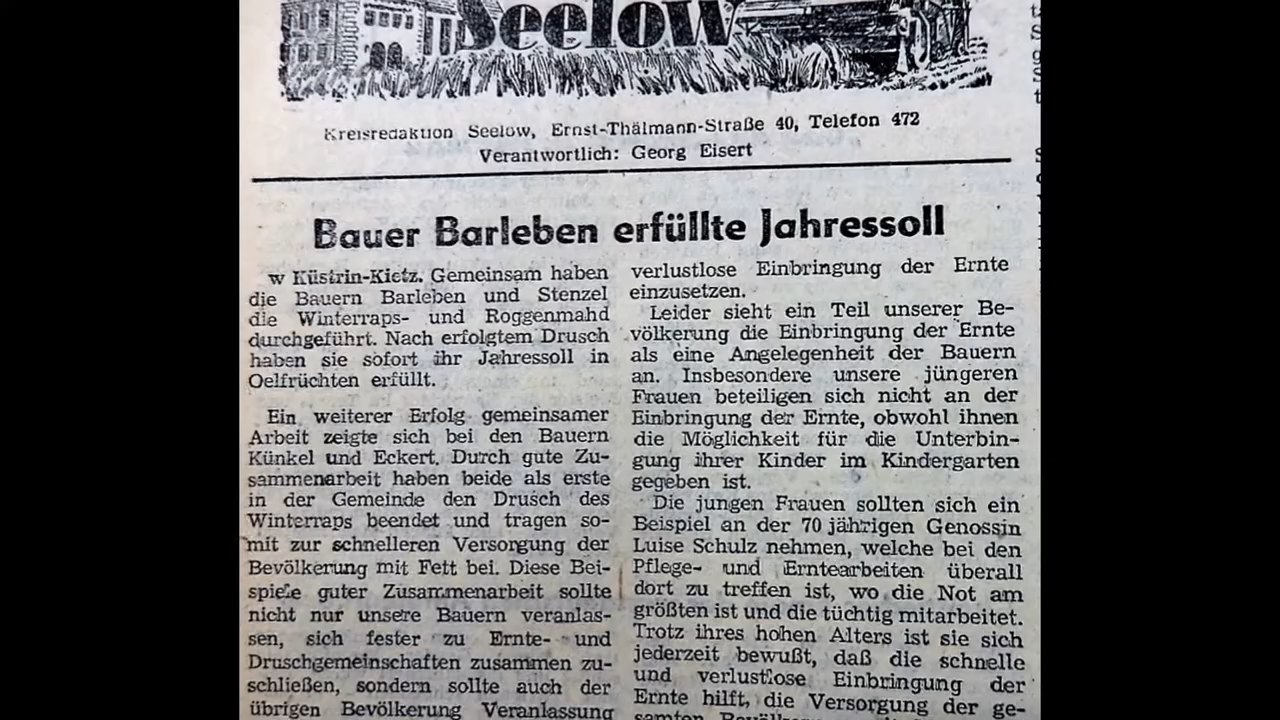 Seelow
Kreisredaktion Seelow, Ernst-Thälmann-Straße 40, Telefon 472
Verantwortlich: Georg Eisert
Bauer Barleben erfüllte Jahressoll
w Küstrin-Kietz. Gemeinsam haben
die Bauern Barleben und Stenzel
die Winterraps- und Roggenmahd
durchgeführt. Nach erfolgtem Drusch
haben sie sofort ihr Jahressoll in
Oelfrüchten erfüllt.
Ein weiterer Erfolg gemeinsamer
Arbeit zeigte sich bei den Bauern
Künkel und Eckert. Durch gute Zu-
sammenarbeit haben beide als erste
in der Gemeinde den Drusch des
Winterraps beendet und tragen so-
mit zur schnelleren Versorgung der
Bevölkerung mit Fett bei. Diese Bei-
spiele guter Zusammenarbeit sollte
nicht nur unsere Bauern veranlas-
sen, sich fester zu Ernte- und
Druschgemeinschaften zusammen zu-
schließen, sondern sollte auch der
übrigen Bevölkerung Veranlassung
verlustlose Einbringung der Ernte
einzusetzen.
Leider sieht ein Teil unserer Be-
völkerung die Einbringung der Ernte
als eine Angelegenheit der Bauern
an. Insbesondere unsere jüngeren
Frauen beteiligen sich nicht an der
Einbringung der Ernte, obwohl ihnen
die Möglichkeit für die Unterbin-
gung ihrer Kinder im Kindergarten
gegeben ist.
Die jungen Frauen sollten sich ein
Beispiel an der 70 jährigen Genossin
Luise Schulz nehmen, welche bei den
Pflege- und Erntearbeiten überall
dort zu treffen ist, wo die Not am
größten ist und die tüchtig mitarbeitet.
Trotz ihres hohen Alters ist sie sich
jederzeit bewußt, daß die schnelle
und verlustlose Einbringung der
Ernte hilft, die Versorgung der ge-
samten